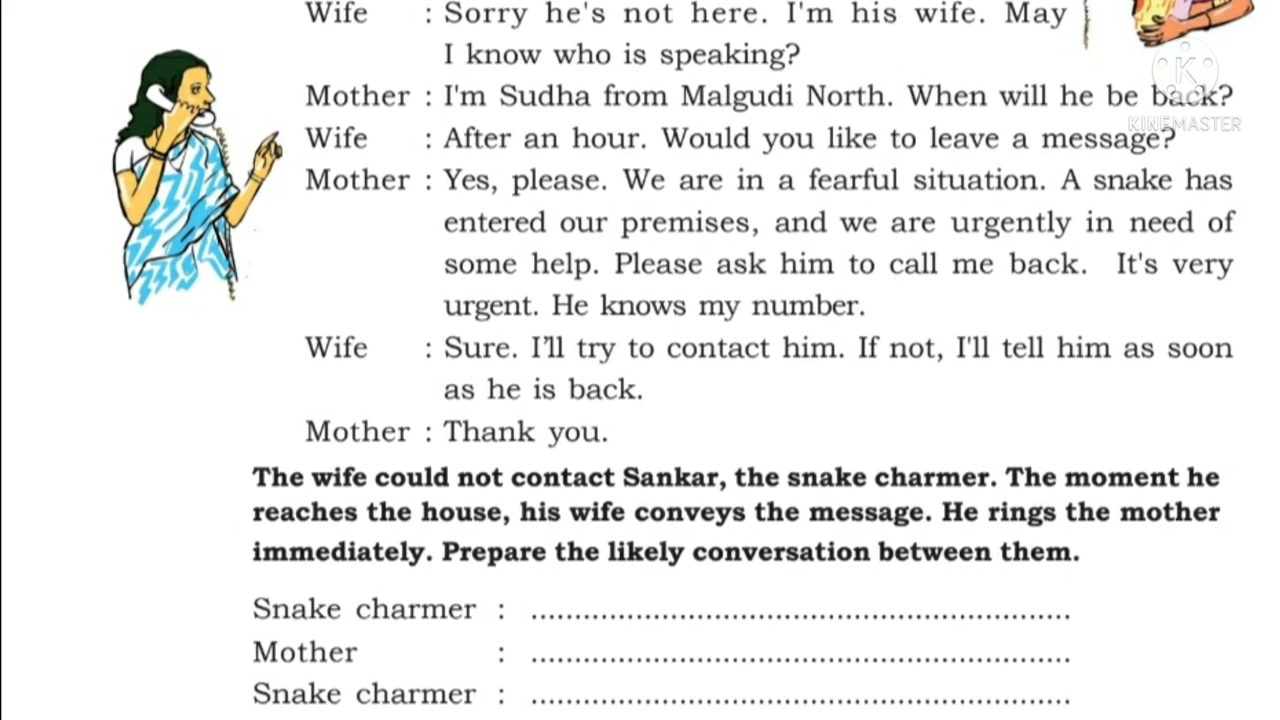 Wife : Sorry he's not here. I'm his wife. May
I know who is speaking?
Mother : I'm Sudha from Malgudi North. When will he be back?
KINEMASTER
Wife : After an hour. Would you like to leave a message?
Mother : Yes, please. We are in a fearful situation. A snake has
entered our premises, and we are urgently in need of
some help. Please ask him to call me back. It's very
urgent. He knows my number.
Wife : Sure. I'll try to contact him. If not, I'll tell him as soon
as he is back.
Mother : Thank you.
The wife could not contact Sankar, the snake charmer. The moment he
reaches the house, his wife conveys the message. He rings the mother
immediately. Prepare the likely conversation between them.
Snake charmer : ..............................................................
Mother : ..............................................................
Snake charmer : ..............................................................